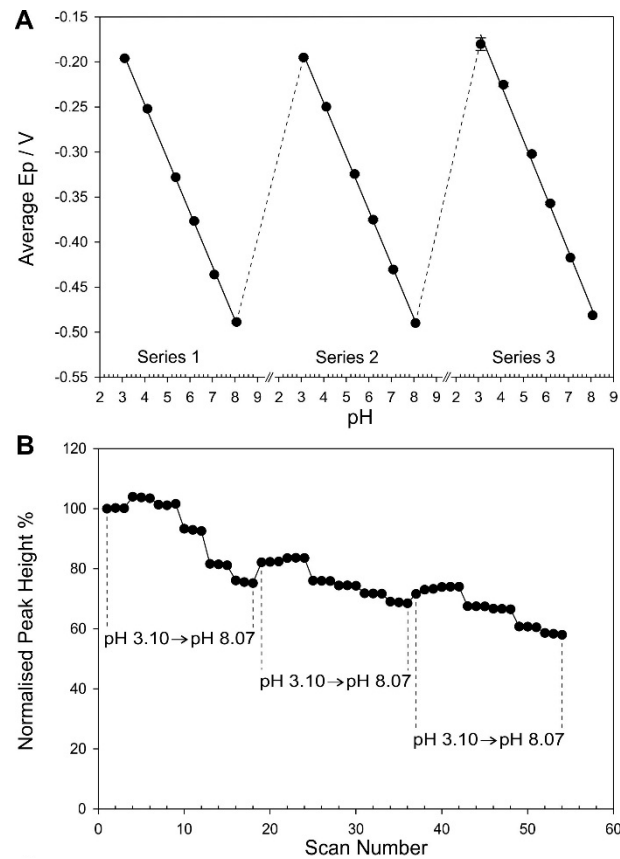 A
Average Ep / V
-0.15
-0.20
-0.25
-0.30
-0.35
-0.40
-0.45
-0.50
-0.55
Series 1 Series 2 Series 3
2 3 4 5 6 7 8 9 2 3 4 5 6 7 8 9 2 3 4 5 6 7 8 9
pH
B
Normalised Peak Height %
120
100
80
60
40
20
0
pH 3.10→pH 8.07
pH 3.10→pH 8.07
pH 3.10→pH 8.07
0 10 20 30 40 50 60
Scan Number